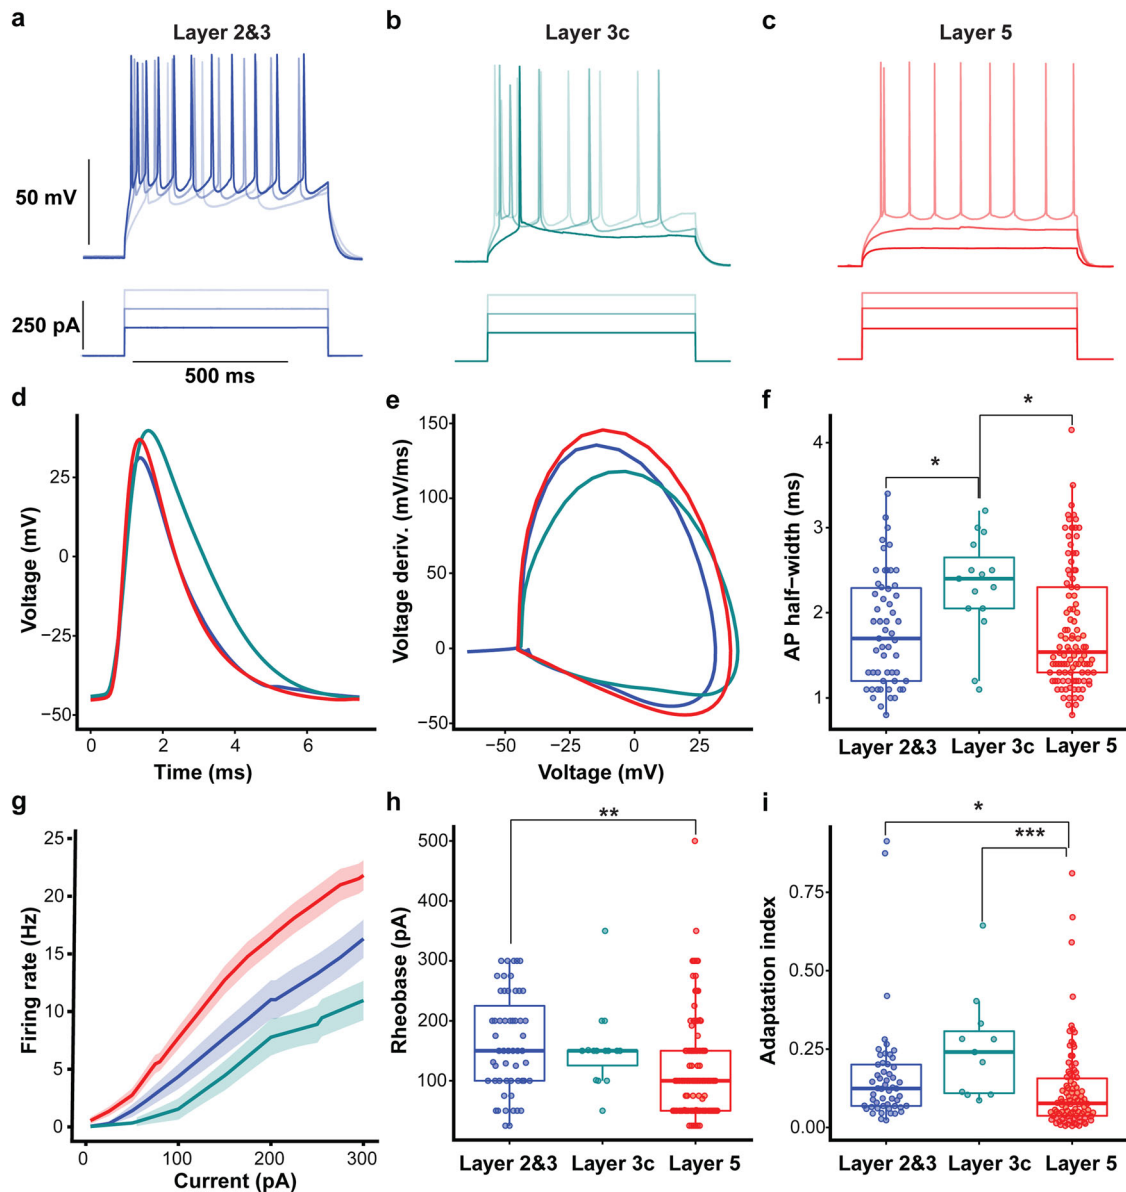 a
b
c
Layer 2&3
Layer 3c
Layer 5
50 mV
250 pA
500 ms
d
e
f
25
0
−25
−50
Voltage (mV)
0
2
4
6
Time (ms)
150
100
50
0
−50
Voltage deriv. (mV/ms)
−50
−25
0
25
Voltage (mV)
*
*
4
3
2
1
AP half−width (ms)
Layer 2&3
Layer 3c
Layer 5
g
h
i
25
20
15
10
5
0
Firing rate (Hz)
0
100
200
300
Current (pA)
**
500
400
300
200
100
Rheobase (pA)
Layer 2&3
Layer 3c
Layer 5
*
***
0.75
0.50
0.25
0.00
Adaptation index
Layer 2&3
Layer 3c
Layer 5